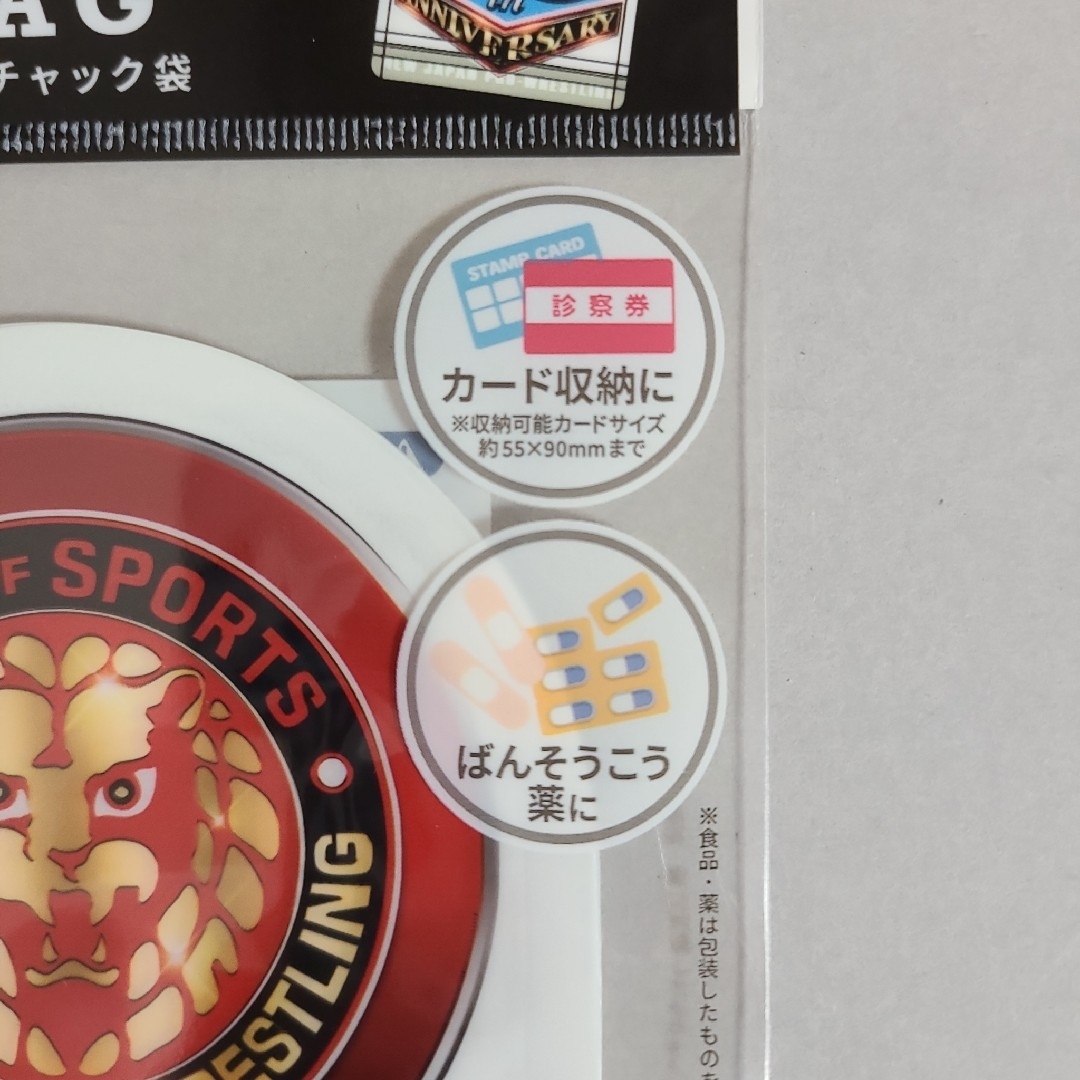 AG
ANNIVERSARY
NEW JAPAN PRO-WRESTLING
チャック袋
STAMP CARD
診察券
カード収納に
※収納可能カードサイズ
約55×90mmまで
F SPORTS
ESTLING
ばんそうこう
薬に
※食品・薬は包装したものを